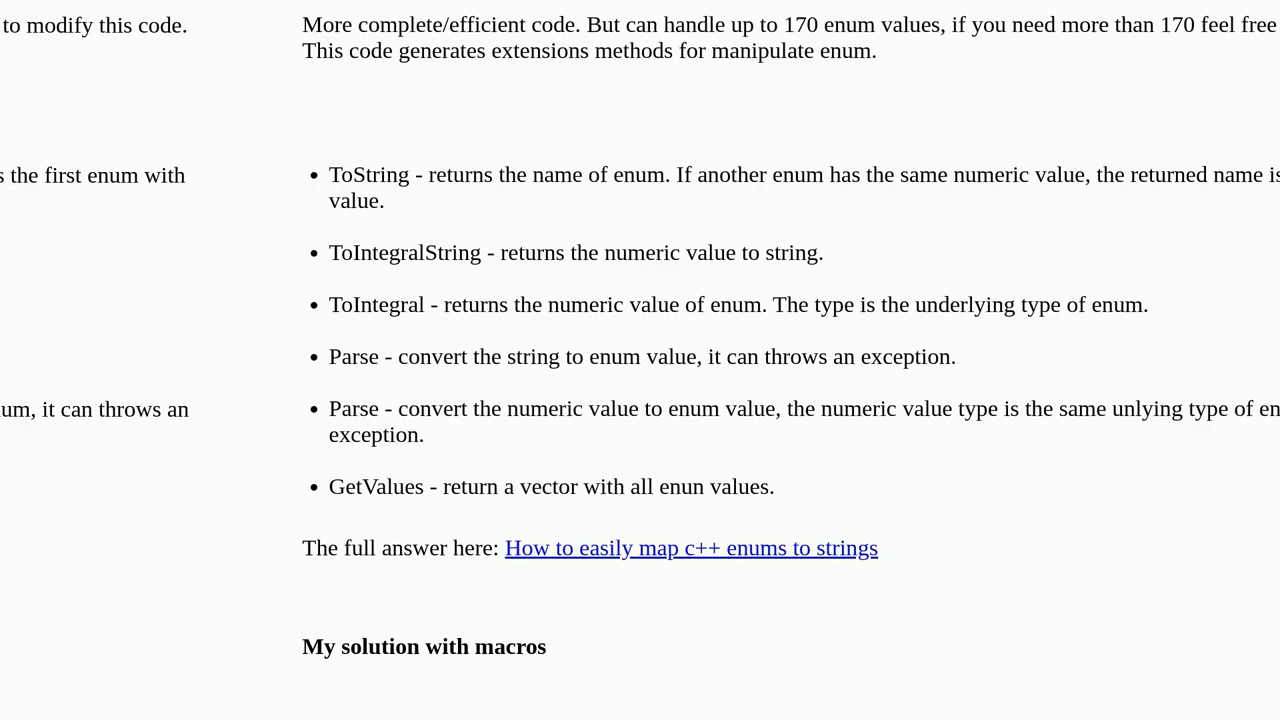 to modify this code.
More complete/efficient code. But can handle up to 170 enum values, if you need more than 170 feel free
This code generates extensions methods for manipulate enum.
s the first enum with
• ToString - returns the name of enum. If another enum has the same numeric value, the returned name is
value.
• ToIntegralString - returns the numeric value to string.
• ToIntegral - returns the numeric value of enum. The type is the underlying type of enum.
• Parse - convert the string to enum value, it can throws an exception.
um, it can throws an
• Parse - convert the numeric value to enum value, the numeric value type is the same unlying type of en
exception.
• GetValues - return a vector with all enun values.
The full answer here: How to easily map c++ enums to strings
My solution with macros